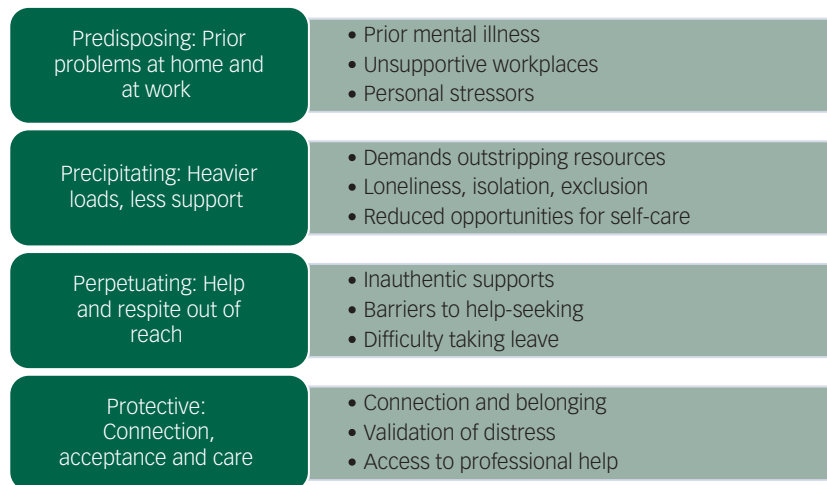 Predisposing: Prior
problems at home and
at work
• Prior mental illness
• Unsupportive workplaces
• Personal stressors
Precipitating: Heavier
loads, less support
• Demands outstripping resources
• Loneliness, isolation, exclusion
• Reduced opportunities for self-care
Perpetuating: Help
and respite out of
reach
• Inauthentic supports
• Barriers to help-seeking
• Difficulty taking leave
Protective:
Connection,
acceptance and care
• Connection and belonging
• Validation of distress
• Access to professional help